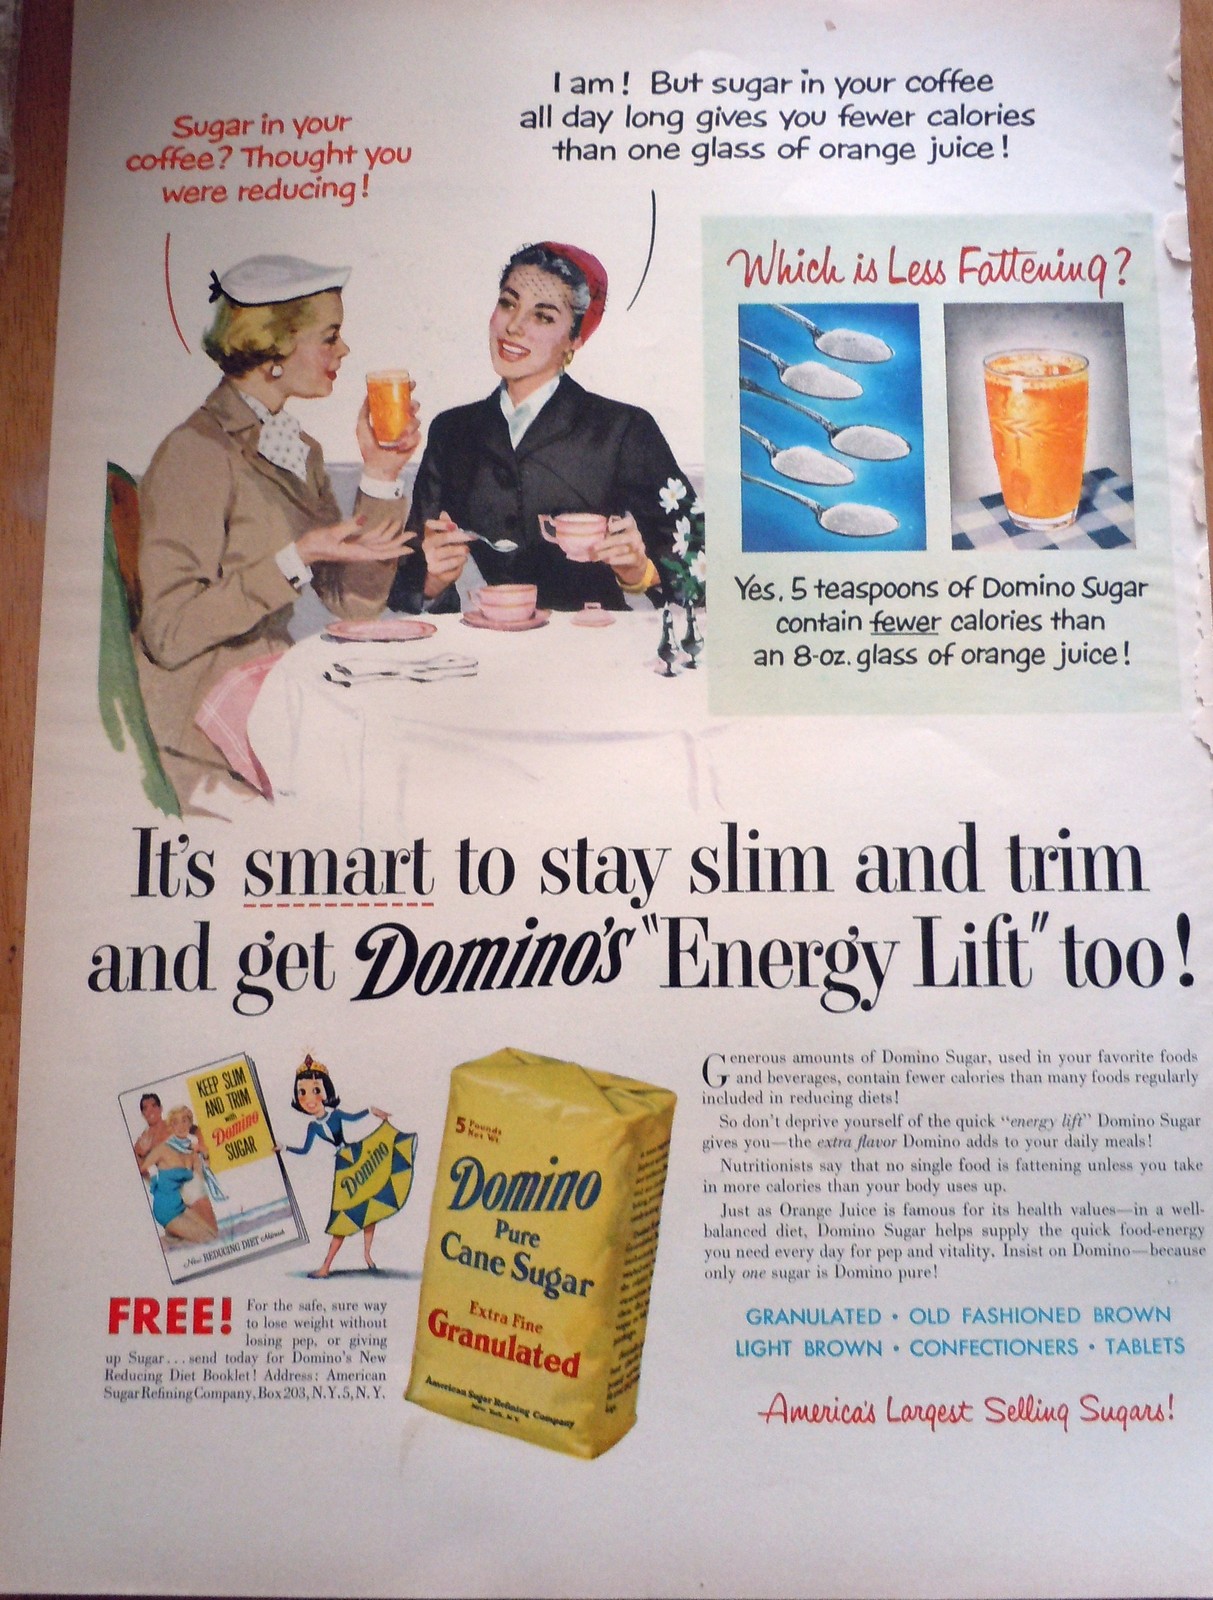 Sugar in your
coffee? Thought you
were reducing!
I am! But sugar in your coffee
all day long gives you fewer calories
than one glass of orange juice!
Which is Less Fattening?
Yes, 5 teaspoons of Domino Sugar
contain fewer calories than
an 8-oz. glass of orange juice!
It's smart to stay slim and trim
and get Domino's "Energy Lift" too!
KEEP SLIM
AND TRIM
with
Domino
SUGAR
New REDUCING DIET Menus
Domino
FREE!
For the safe, sure way
to lose weight without
losing pep, or giving
up Sugar...send today for Domino's New
Reducing Diet Booklet! Address: American
Sugar Refining Company, Box 203, N.Y. 5, N.Y.
5 Pounds
Net Wt.
Domino
Pure
Cane Sugar
Extra Fine
Granulated
American Sugar Refining Company
New York, N.Y.
Generous amounts of Domino Sugar, used in your favorite foods
and beverages, contain fewer calories than many foods regularly
included in reducing diets!
So don't deprive yourself of the quick "energy lift" Domino Sugar
gives you—the extra flavor Domino adds to your daily meals!
Nutritionists say that no single food is fattening unless you take
in more calories than your body uses up.
Just as Orange Juice is famous for its health values—in a well-
balanced diet, Domino Sugar helps supply the quick food-energy
you need every day for pep and vitality. Insist on Domino—because
only one sugar is Domino pure!
GRANULATED • OLD FASHIONED BROWN
LIGHT BROWN • CONFECTIONERS • TABLETS
America's Largest Selling Sugars!